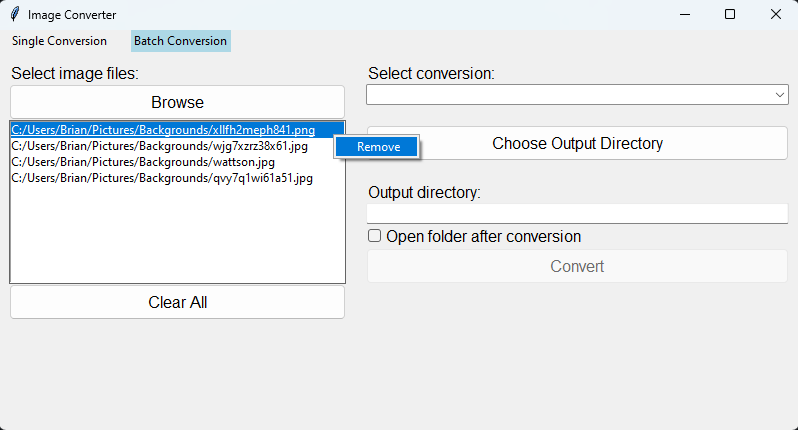 Image Converter
Single Conversion
Batch Conversion
Select image files:
Browse
C:/Users/Brian/Pictures/Backgrounds/xllfh2meph841.png
C:/Users/Brian/Pictures/Backgrounds/wjg7xzrz38x61.jpg
C:/Users/Brian/Pictures/Backgrounds/wattson.jpg
C:/Users/Brian/Pictures/Backgrounds/qvy7q1wi61a51.jpg
Remove
Clear All
Select conversion:
Choose Output Directory
Output directory:
Open folder after conversion
Convert